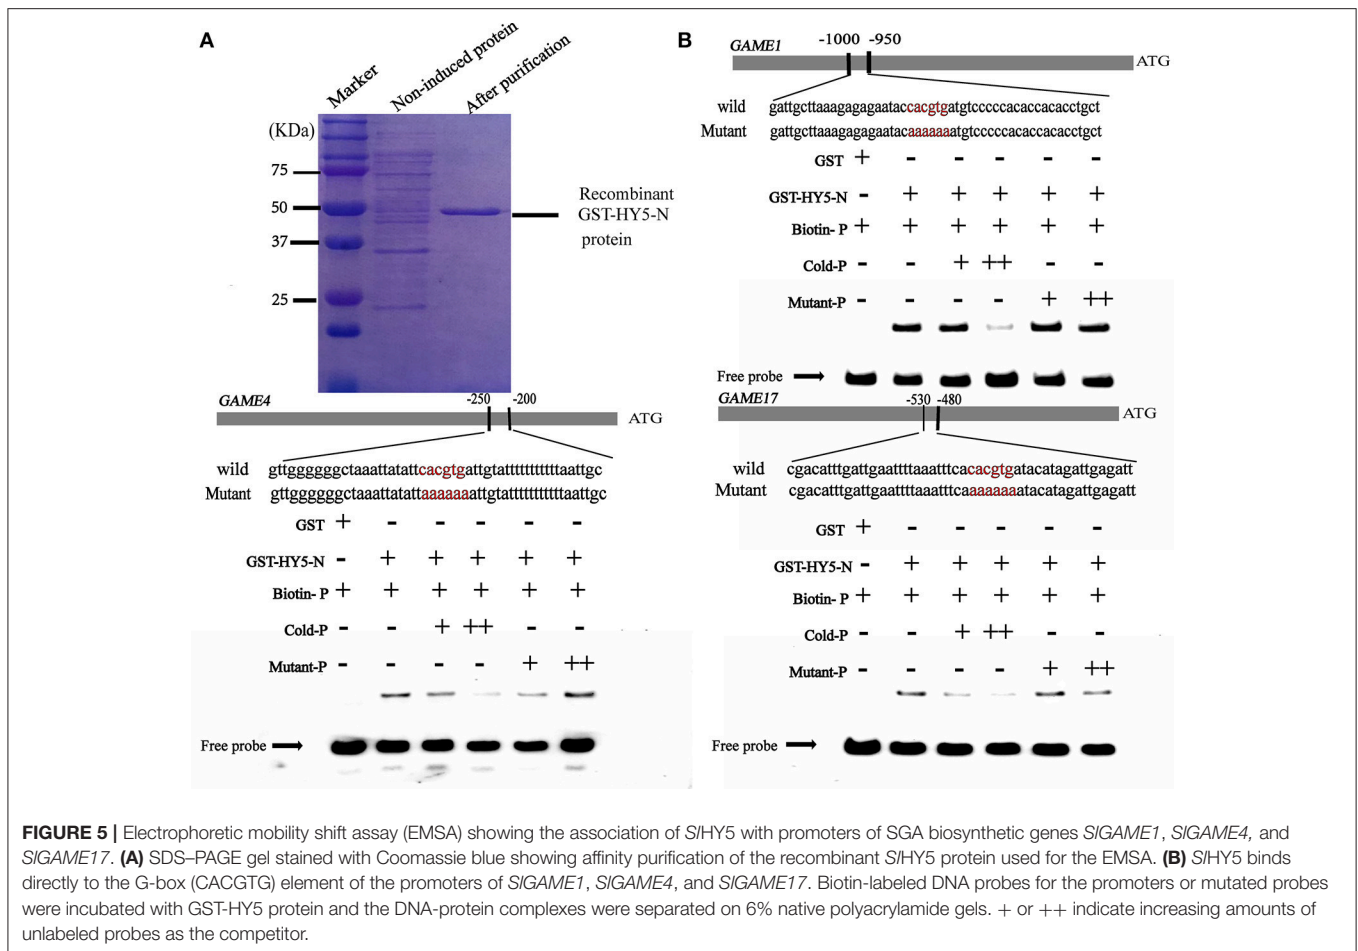 A
Marker
Non-induced protein
After purification
(KDa)
75
50
37
25
Recombinant
GST-HY5-N
protein
B
GAME1
-1000
-950
ATG
wild gattgcttaaagagagaataccacgtgatgtcccccacaccacacctgct
Mutant gattgcttaaagagagaatacaaaaaaatgtcccccacaccacacctgct
GST + - - - - -
GST-HY5-N - + + + + +
Biotin- P + + + + + +
Cold-P - - + ++ - -
Mutant-P - - - - + ++
Free probe
GAME4
-250
-200
ATG
wild gttgggggggctaaattatattcacgtgattgtatttttttttttaattgc
Mutant gttgggggggctaaattatattaaaaaaattgtatttttttttttaattgc
GST + - - - - -
GST-HY5-N - + + + + +
Biotin- P + + + + + +
Cold-P - - + ++ - -
Mutant-P - - - - + ++
Free probe
GAME17
-530
-480
ATG
wild cgacatttgattgaattttaaatttcacacgtgatacatagattgagatt
Mutant cgacatttgattgaattttaaatttcaaaaaaaatacatagattgagatt
GST + - - - - -
GST-HY5-N - + + + + +
Biotin- P + + + + + +
Cold-P - - + ++ - -
Mutant-P - - - - + ++
Free probe
FIGURE 5 | Electrophoretic mobility shift assay (EMSA) showing the association of SlHY5 with promoters of SGA biosynthetic genes SlGAME1, SlGAME4, and
SlGAME17. (A) SDS–PAGE gel stained with Coomassie blue showing affinity purification of the recombinant SlHY5 protein used for the EMSA. (B) SlHY5 binds
directly to the G-box (CACGTG) element of the promoters of SlGAME1, SlGAME4, and SlGAME17. Biotin-labeled DNA probes for the promoters or mutated probes
were incubated with GST-HY5 protein and the DNA-protein complexes were separated on 6% native polyacrylamide gels. + or ++ indicate increasing amounts of
unlabeled probes as the competitor.